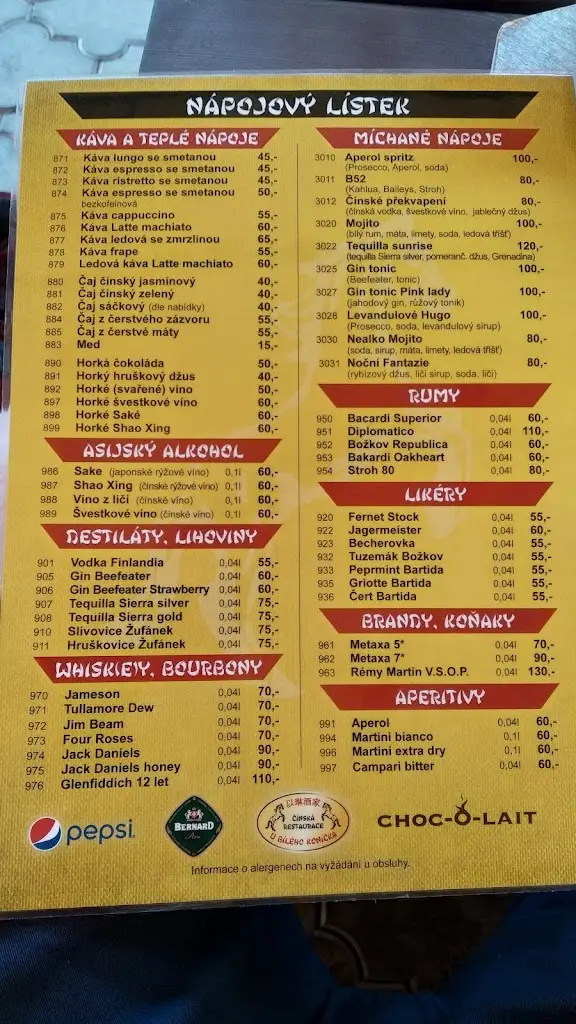 NÁPOJOVÝ LÍSTEK
KÁVA A TEPLÉ NÁPOJE
871 Káva lungo se smetanou 45,-
872 Káva espresso se smetanou 45,-
873 Káva ristretto se smetanou 45,-
874 Káva espresso se smetanou 50,-
bezkofeinová
875 Káva cappuccino 55,-
876 Káva Latte machiato 60,-
877 Káva ledová se zmrzlinou 65,-
878 Káva frape 55,-
879 Ledová káva Latte machiato 60,-
880 Čaj čínský jasmínový 40,-
881 Čaj čínský zelený 40,-
882 Čaj sáčkový (dle nabídky) 40,-
884 Čaj z čerstvého zázvoru 55,-
885 Čaj z čerstvé máty 55,-
883 Med 15,-
890 Horká čokoláda 50,-
891 Horký hruškový džus 40,-
892 Horké (svařené) víno 50,-
897 Horké švestkové víno 60,-
898 Horké Saké 60,-
899 Horké Shao Xing 60,-
ASIJSKÝ ALKOHOL
986 Sake (japonské rýžové víno) 0,1l 60,-
987 Shao Xing (čínské rýžové víno) 0,1l 60,-
988 Vino z ličí (čínské víno) 0,1l 60,-
989 Švestkové víno (čínské víno) 0,1l 60,-
DESTILÁTY, LIHOVINY
901 Vodka Finlandia 0,04l 55,-
905 Gin Beefeater 0,04l 60,-
906 Gin Beefeater Strawberry 0,04l 60,-
907 Tequilla Sierra silver 0,04l 75,-
908 Tequilla Sierra gold 0,04l 75,-
910 Slivovice Žufánek 0,04l 75,-
911 Hruškovice Žufánek 0,04l 75,-
WHISKI(E)Y, BOURBONY
970 Jameson 0,04l 70,-
971 Tullamore Dew 0,04l 70,-
972 Jim Beam 0,04l 70,-
973 Four Roses 0,04l 70,-
974 Jack Daniels 0,04l 90,-
975 Jack Daniels honey 0,04l 90,-
976 Glenfiddich 12 let 0,04l 110,-
MÍCHANÉ NÁPOJE
3010 Aperol spritz 100,-
(Prosecco, Aperol, soda)
3011 B52 80,-
(Kahlua, Baileys, Stroh)
3012 Čínské překvapení 80,-
(čínská vodka, švestkové víno, jablečný džus)
3020 Mojito 100,-
(bílý rum, máta, limety, soda, ledová tříšť)
3022 Tequilla sunrise 120,-
(tequilla Sierra silver, pomeranč. džus, Grenadina)
3025 Gin tonic 100,-
(Beefeater, tonic)
3027 Gin tonic Pink lady 100,-
(jahodový gin, růžový tonik)
3028 Levandulové Hugo 100,-
(Prosecco, soda, levandulový sirup)
3030 Nealko Mojito 80,-
(soda, sirup, máta, limety, ledová tříšť)
3031 Noční Fantazie 80,-
(rybízový džus, ličí sirup, soda, ličí)
RUMY
950 Bacardi Superior 0,04l 60,-
951 Diplomatico 0,04l 110,-
952 Božkov Republica 0,04l 60,-
953 Bakardi Oakheart 0,04l 60,-
954 Stroh 80 0,04l 80,-
LIKÉRY
920 Fernet Stock 0,04l 55,-
922 Jagermeister 0,04l 60,-
923 Becherovka 0,04l 55,-
932 Tuzemák Božkov 0,04l 55,-
933 Peprmint Bartida 0,04l 55,-
935 Griotte Bartida 0,04l 55,-
936 Čert Bartida 0,04l 55,-
BRANDY, KOŇAKY
961 Metaxa 5* 0,04l 70,-
962 Metaxa 7* 0,04l 90,-
963 Rémy Martin V.S.O.P. 0,04l 130,-
APERITIVY
991 Aperol 0,04l 60,-
994 Martini bianco 0,1l 60,-
996 Martini extra dry 0,1l 60,-
997 Campari bitter 0,04l 60,-
pepsi
BERNARD
ČÍNSKÁ
RESTAURACE
U BÍLÉHO KONÍČKA
CHOC-O-LAIT
Informace o alergenech na vyžádání u obsluhy.